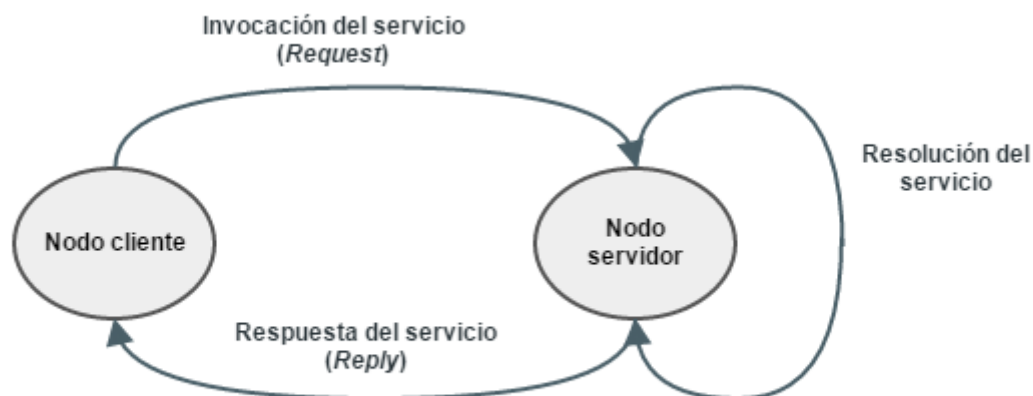 Invocación del servicio
(Request)
Resolución del
servicio
Nodo cliente
Nodo
servidor
Respuesta del servicio
(Reply)